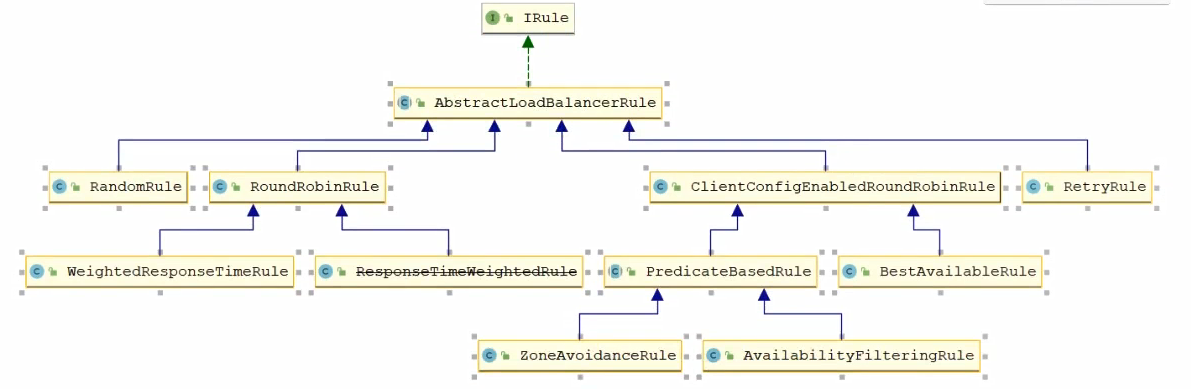 IRule
AbstractLoadBalancerRule
RandomRule
RoundRobinRule
ClientConfigEnabledRoundRobinRule
RetryRule
WeightedResponseTimeRule
ResponseTimeWeightedRule
PredicateBasedRule
BestAvailableRule
ZoneAvoidanceRule
AvailabilityFilteringRule